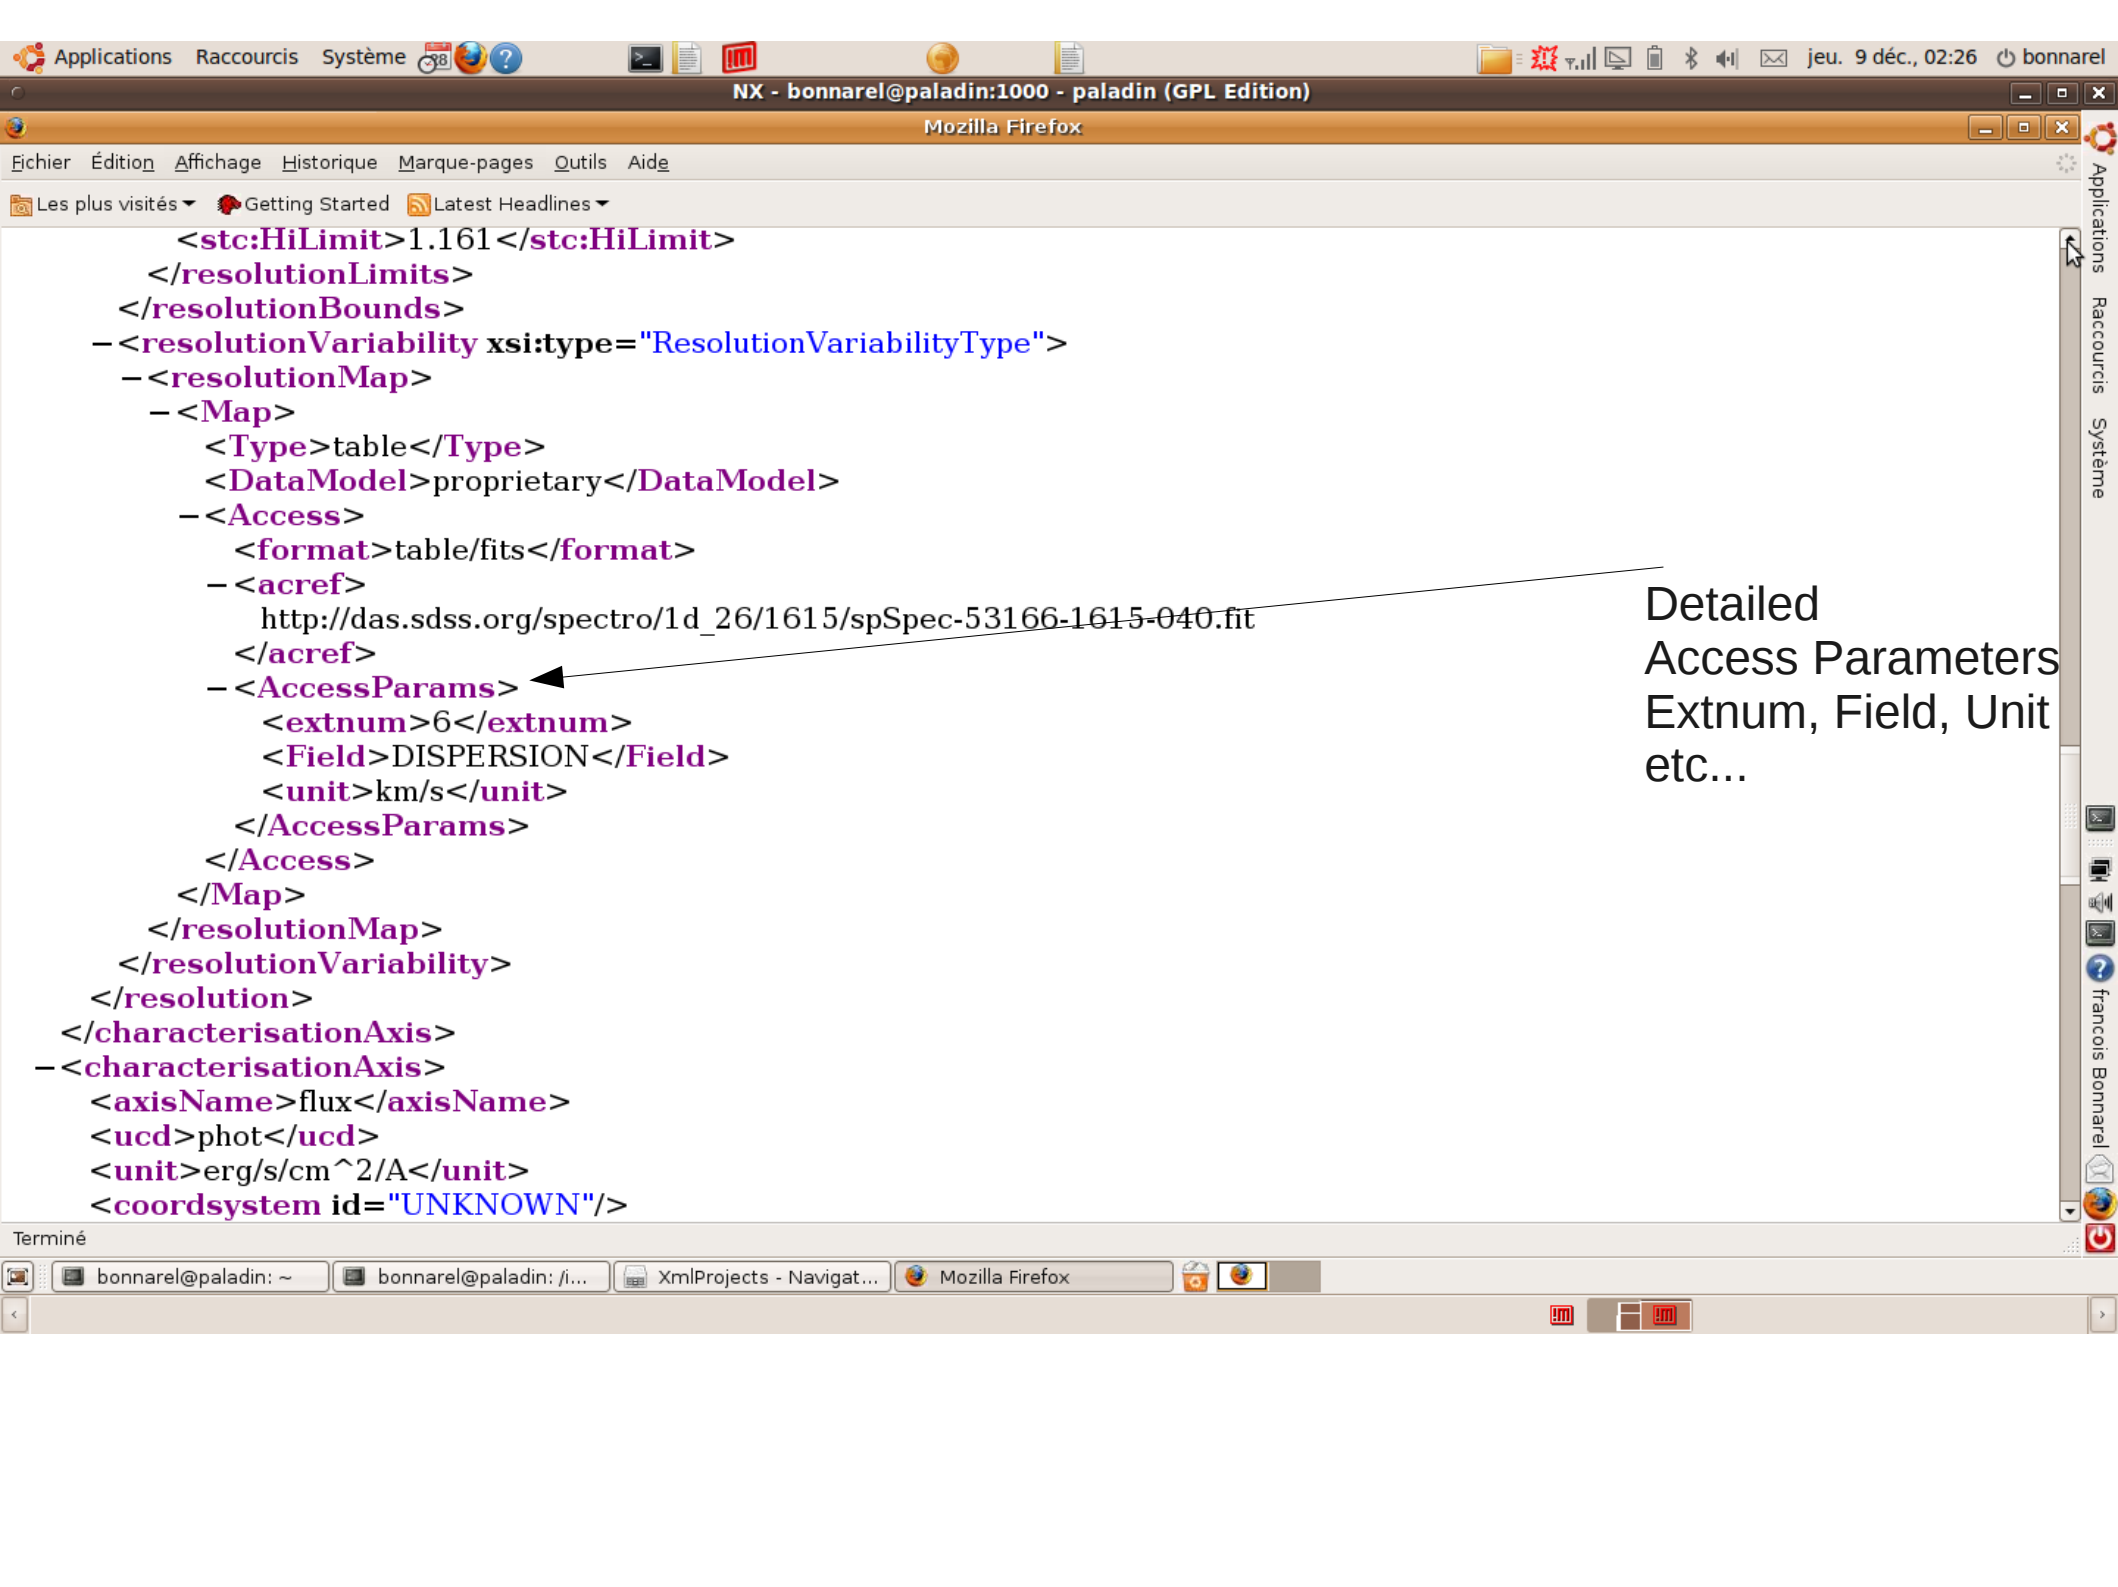 Applications Raccourcis Système jeu. 9 déc., 02:26 bonnarel
NX - bonnarel@paladin:1000 - paladin (GPL Edition)
Mozilla Firefox
Fichier Édition Affichage Historique Marque-pages Outils Aide
Les plus visités Getting Started Latest Headlines
<stc:HiLimit>1.161</stc:HiLimit>
</resolutionLimits>
</resolutionBounds>
−<resolutionVariability xsi:type="ResolutionVariabilityType">
−<resolutionMap>
−<Map>
<Type>table</Type>
<DataModel>proprietary</DataModel>
−<Access>
<format>table/fits</format>
−<acref>
http://das.sdss.org/spectro/1d_26/1615/spSpec-53166-1615-040.fit
</acref>
−<AccessParams>
<extnum>6</extnum>
<Field>DISPERSION</Field>
<unit>km/s</unit>
</AccessParams>
</Access>
</Map>
</resolutionMap>
</resolutionVariability>
</resolution>
</characterisationAxis>
−<characterisationAxis>
<axisName>flux</axisName>
<ucd>phot</ucd>
<unit>erg/s/cm^2/A</unit>
<coordsystem id="UNKNOWN"/>
Detailed
Access Parameters
Extnum, Field, Unit
etc...
Applications Raccourcis Système
francois Bonnarel
Terminé
bonnarel@paladin: ~ bonnarel@paladin: /i... XmlProjects - Navigat... Mozilla Firefox